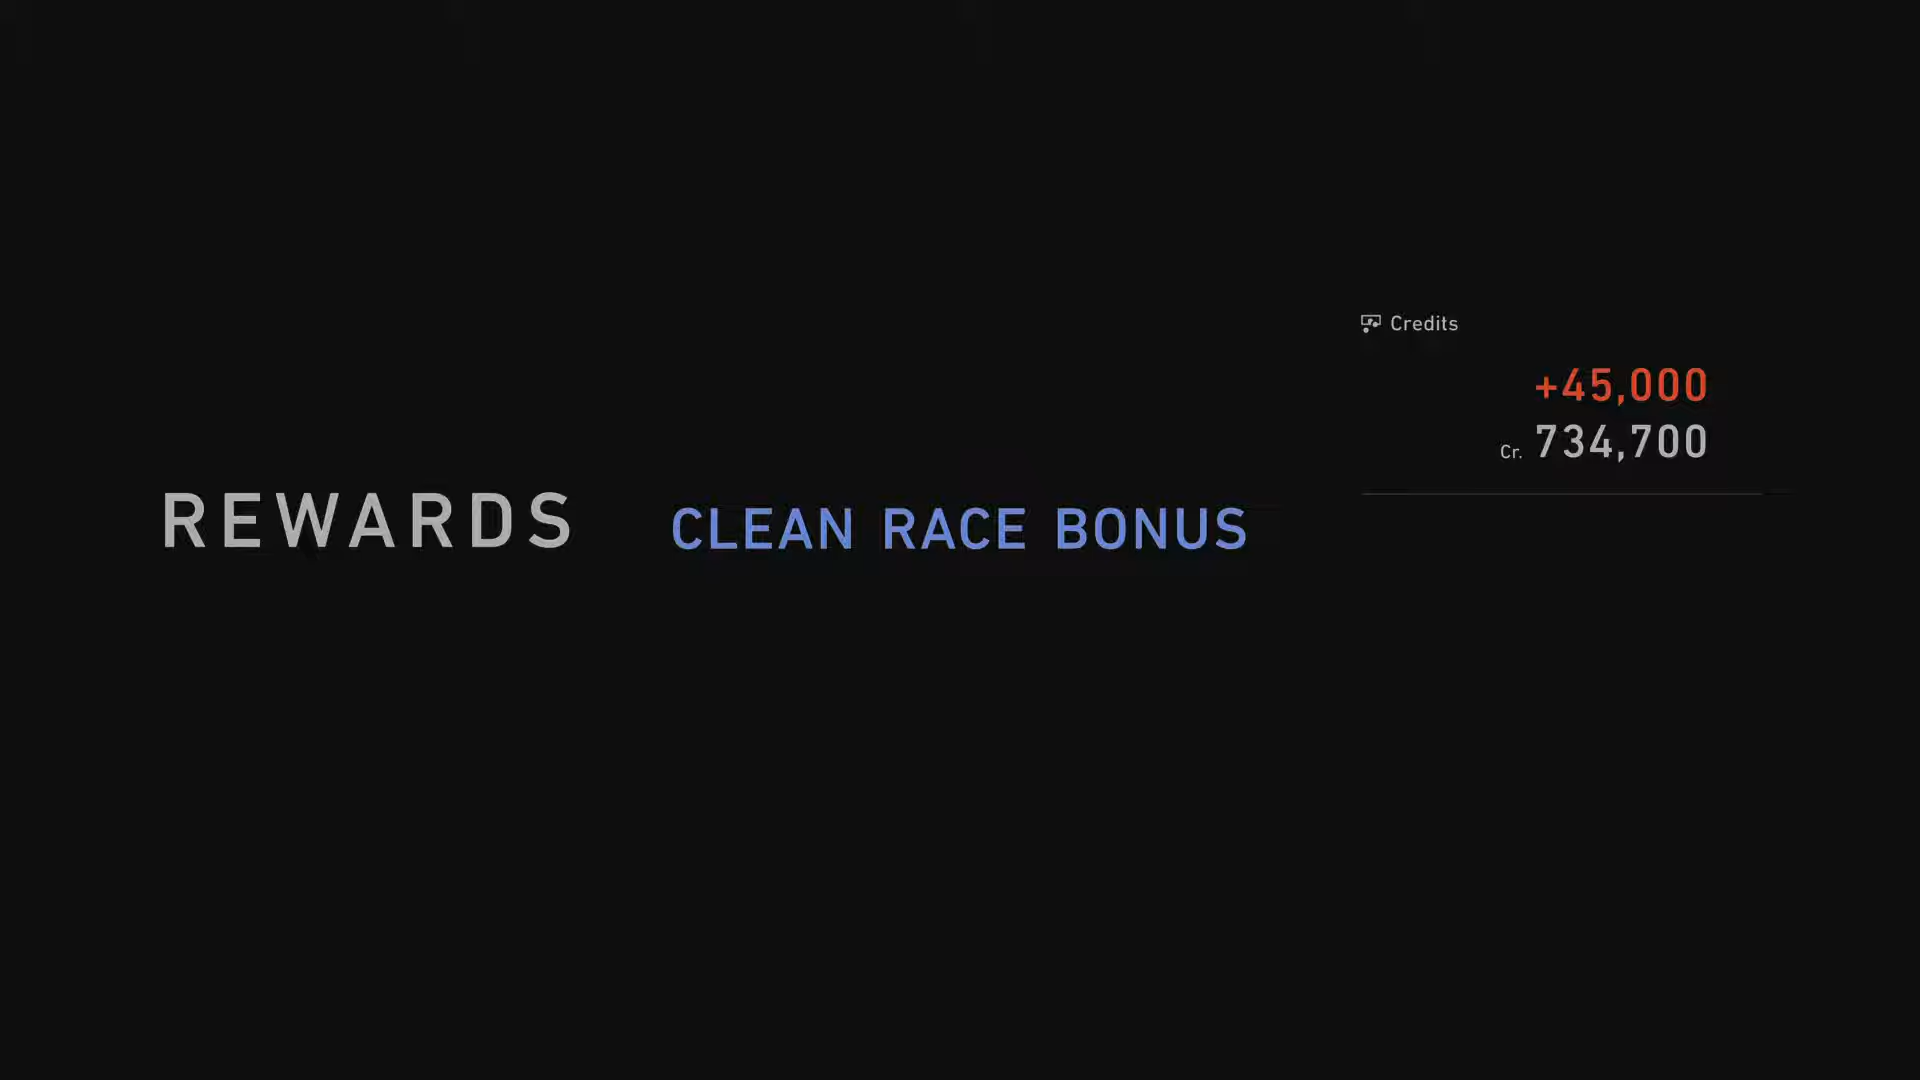 REWARDS
CLEAN RACE BONUS
Credits
+45,000
Cr. 734,700